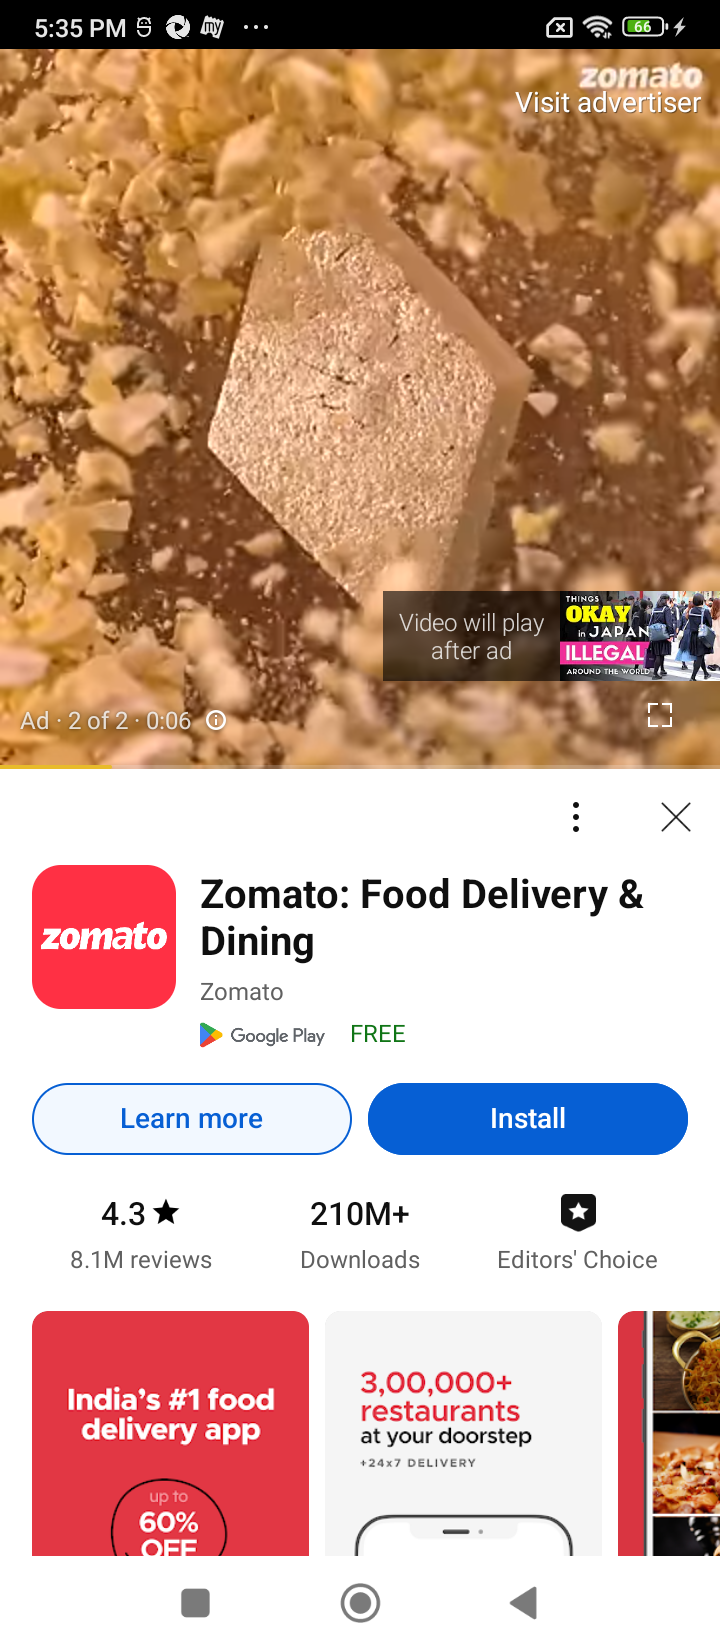 5:35 PM
66
zomato
Visit advertiser
Video will play
after ad
THINGS
OKAY
in JAPAN
ILLEGAL
AROUND THE WORLD
Ad · 2 of 2 · 0:06
zomato
Zomato: Food Delivery &
Dining
Zomato
Google Play FREE
Learn more
Install
4.3★
8.1M reviews
210M+
Downloads
Editors' Choice
India's #1 food
delivery app
up to
60%
OFF
3,00,000+
restaurants
at your doorstep
+24x7 DELIVERY